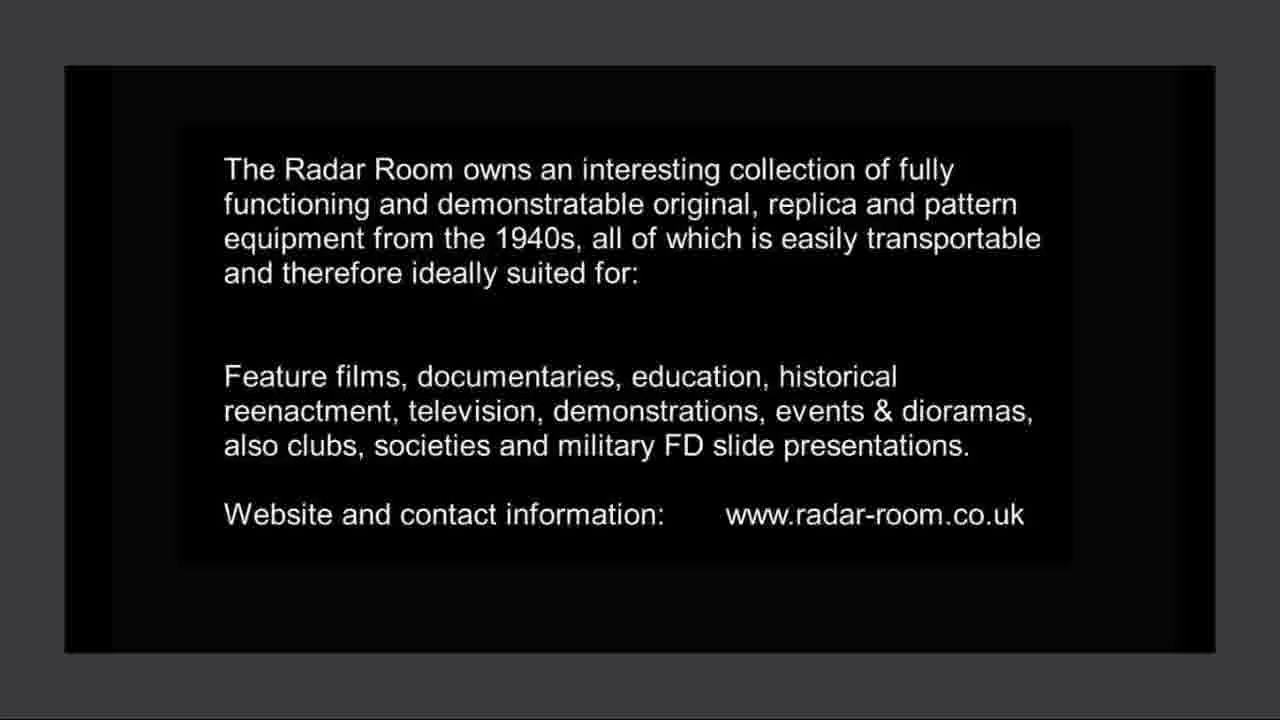 The Radar Room owns an interesting collection of fully
functioning and demonstratable original, replica and pattern
equipment from the 1940s, all of which is easily transportable
and therefore ideally suited for:
Feature films, documentaries, education, historical
reenactment, television, demonstrations, events & dioramas,
also clubs, societies and military FD slide presentations.
Website and contact information: www.radar-room.co.uk